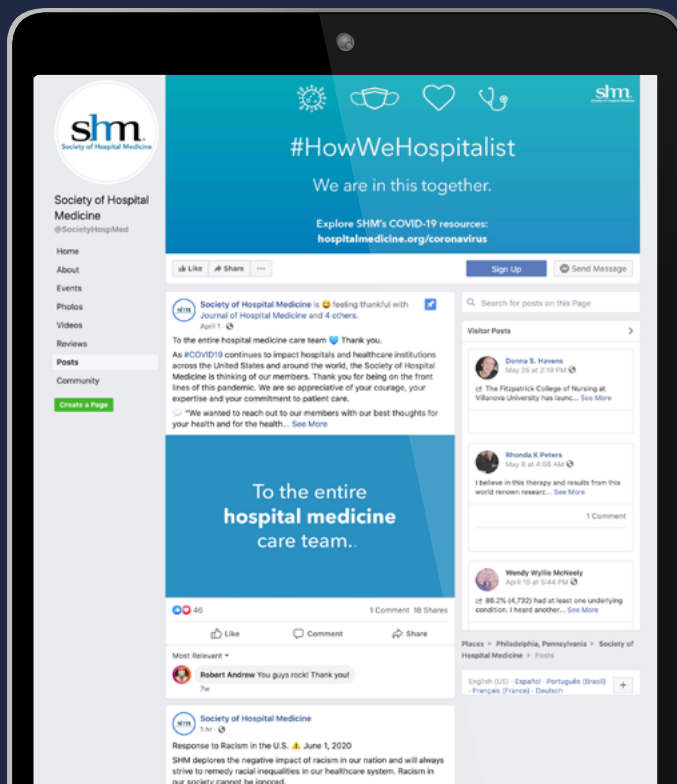 shm.
Society of Hospital Medicine
Society of Hospital
Medicine
@SocietyHospMed
Home
About
Events
Photos
Videos
Reviews
Posts
Community
Create a Page
shm.
Society of Hospital Medicine
#HowWeHospitalist
We are in this together.
Explore SHM's COVID-19 resources:
hospitalmedicine.org/coronavirus
Like
Share
...
Sign Up
Send Message
shm
Society of Hospital Medicine is 😀 feeling thankful with
Journal of Hospital Medicine and 4 others.
April 1 ·
To the entire hospital medicine care team 💙 Thank you.
As #COVID19 continues to impact hospitals and healthcare institutions
across the United States and around the world, the Society of Hospital
Medicine is thinking of our members. Thank you for being on the front
lines of this pandemic. We are so appreciative of your courage, your
expertise and your commitment to patient care.
💬 "We wanted to reach out to our members with our best thoughts for
your health and for the health... See More
To the entire
hospital medicine
care team..
46
1 Comment 18 Shares
Like
Comment
Share
Most Relevant
Robert Andrew You guys rock! Thank you!
7w
shm
Society of Hospital Medicine
1 hr ·
Response to Racism in the U.S. ⚠️ June 1, 2020
SHM deplores the negative impact of racism in our nation and will always
strive to remedy racial inequalities in our healthcare system. Racism in
our society cannot be ignored.
Search for posts on this Page
Visitor Posts
Donna S. Havens
May 25 at 2:19 PM
The Fitzpatrick College of Nursing at
Villanova University has launc... See More
Rhonda K Peters
May 8 at 4:56 AM
I believe in this therapy and results from this
world renown researc... See More
1 Comment
Wendy Wyllie McNeely
April 19 at 5:44 PM
86.2% (4,732) had at least one underlying
condition. I heard another... See More
Places > Philadelphia, Pennsylvania > Society of
Hospital Medicine > Posts
English (US) · Español · Português (Brasil)
· Français (France) · Deutsch
+